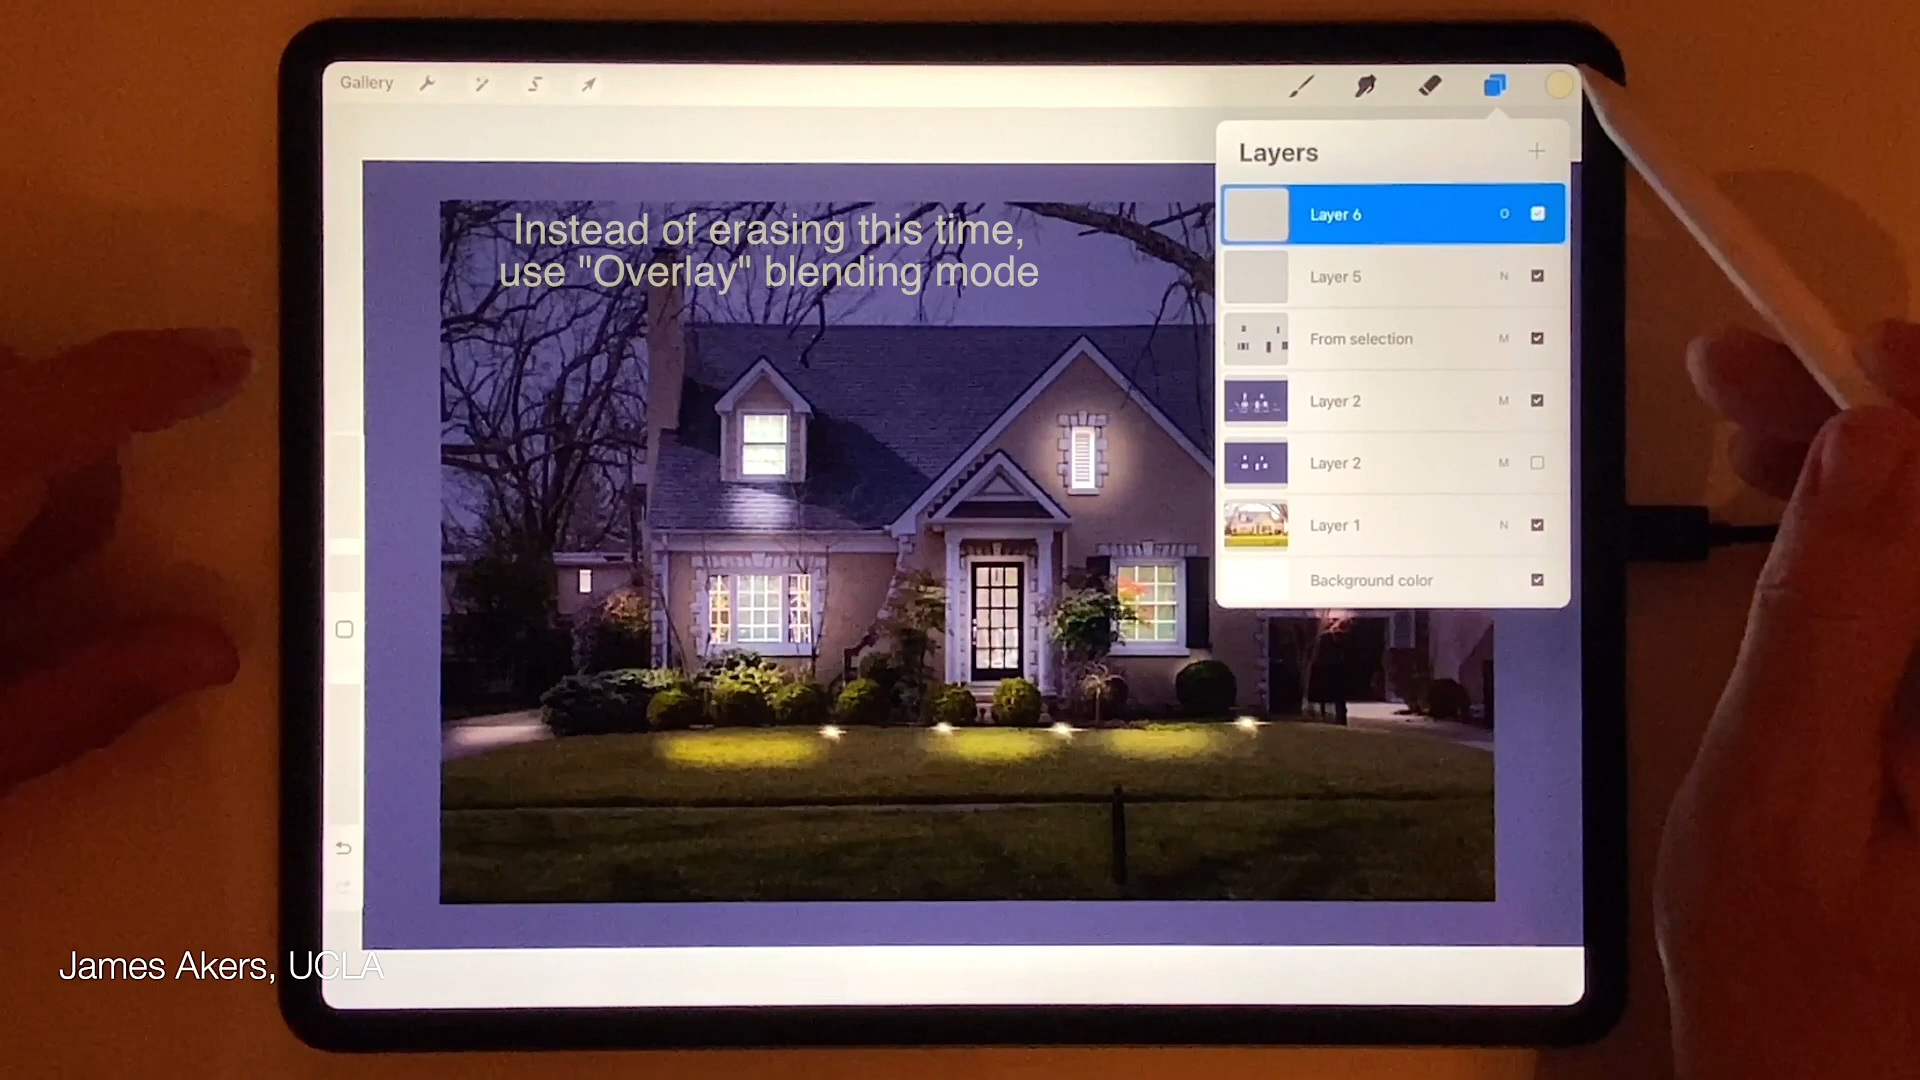 Gallery
Layers
Instead of erasing this time,
use "Overlay" blending mode
Layer 6 O
Layer 5 N
From selection M
Layer 2 M
Layer 2 M
Layer 1 N
Background color
James Akers, UCLA